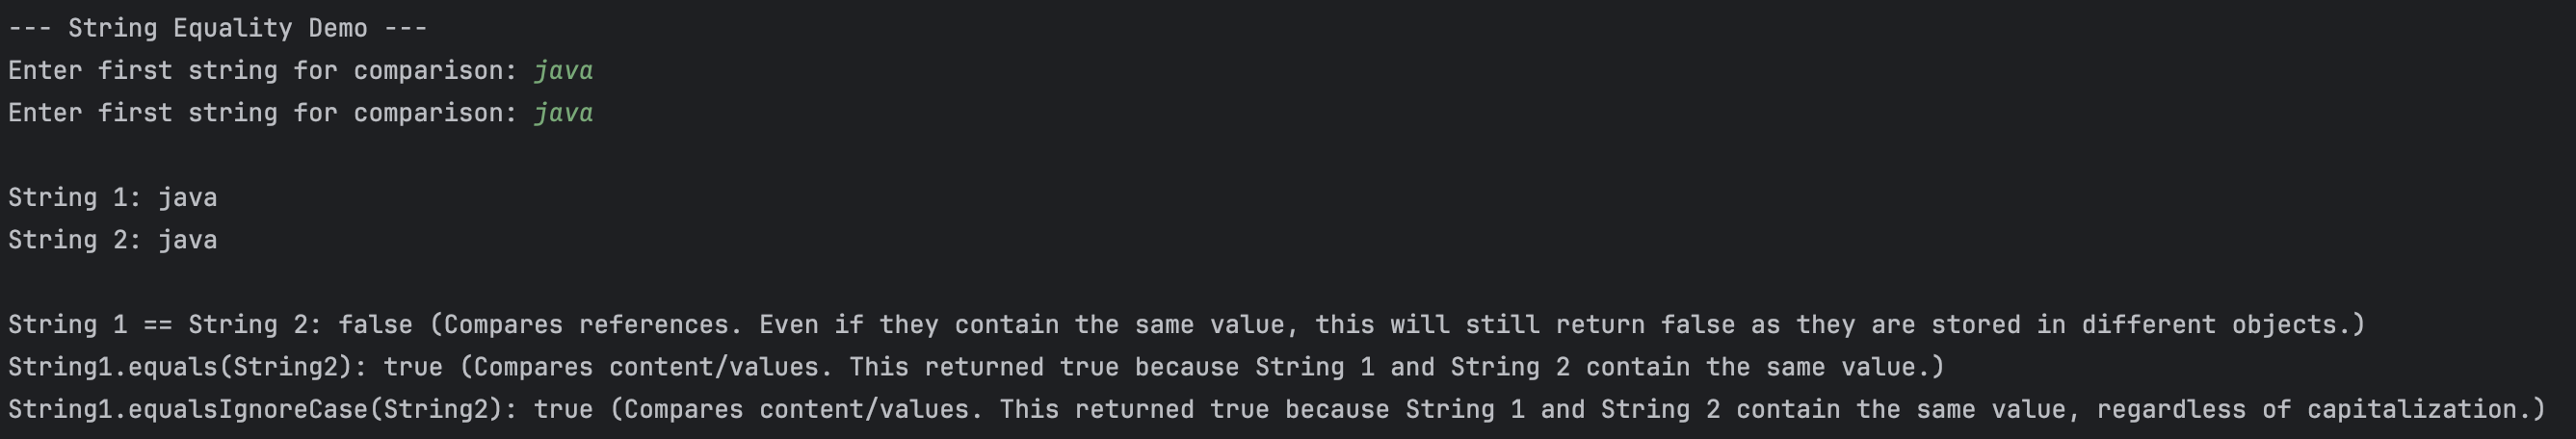 --- String Equality Demo ---
Enter first string for comparison: java
Enter first string for comparison: java
String 1: java
String 2: java
String 1 == String 2: false (Compares references. Even if they contain the same value, this will still return false as they are stored in different objects.)
String1.equals(String2): true (Compares content/values. This returned true because String 1 and String 2 contain the same value.)
String1.equalsIgnoreCase(String2): true (Compares content/values. This returned true because String 1 and String 2 contain the same value, regardless of capitalization.)